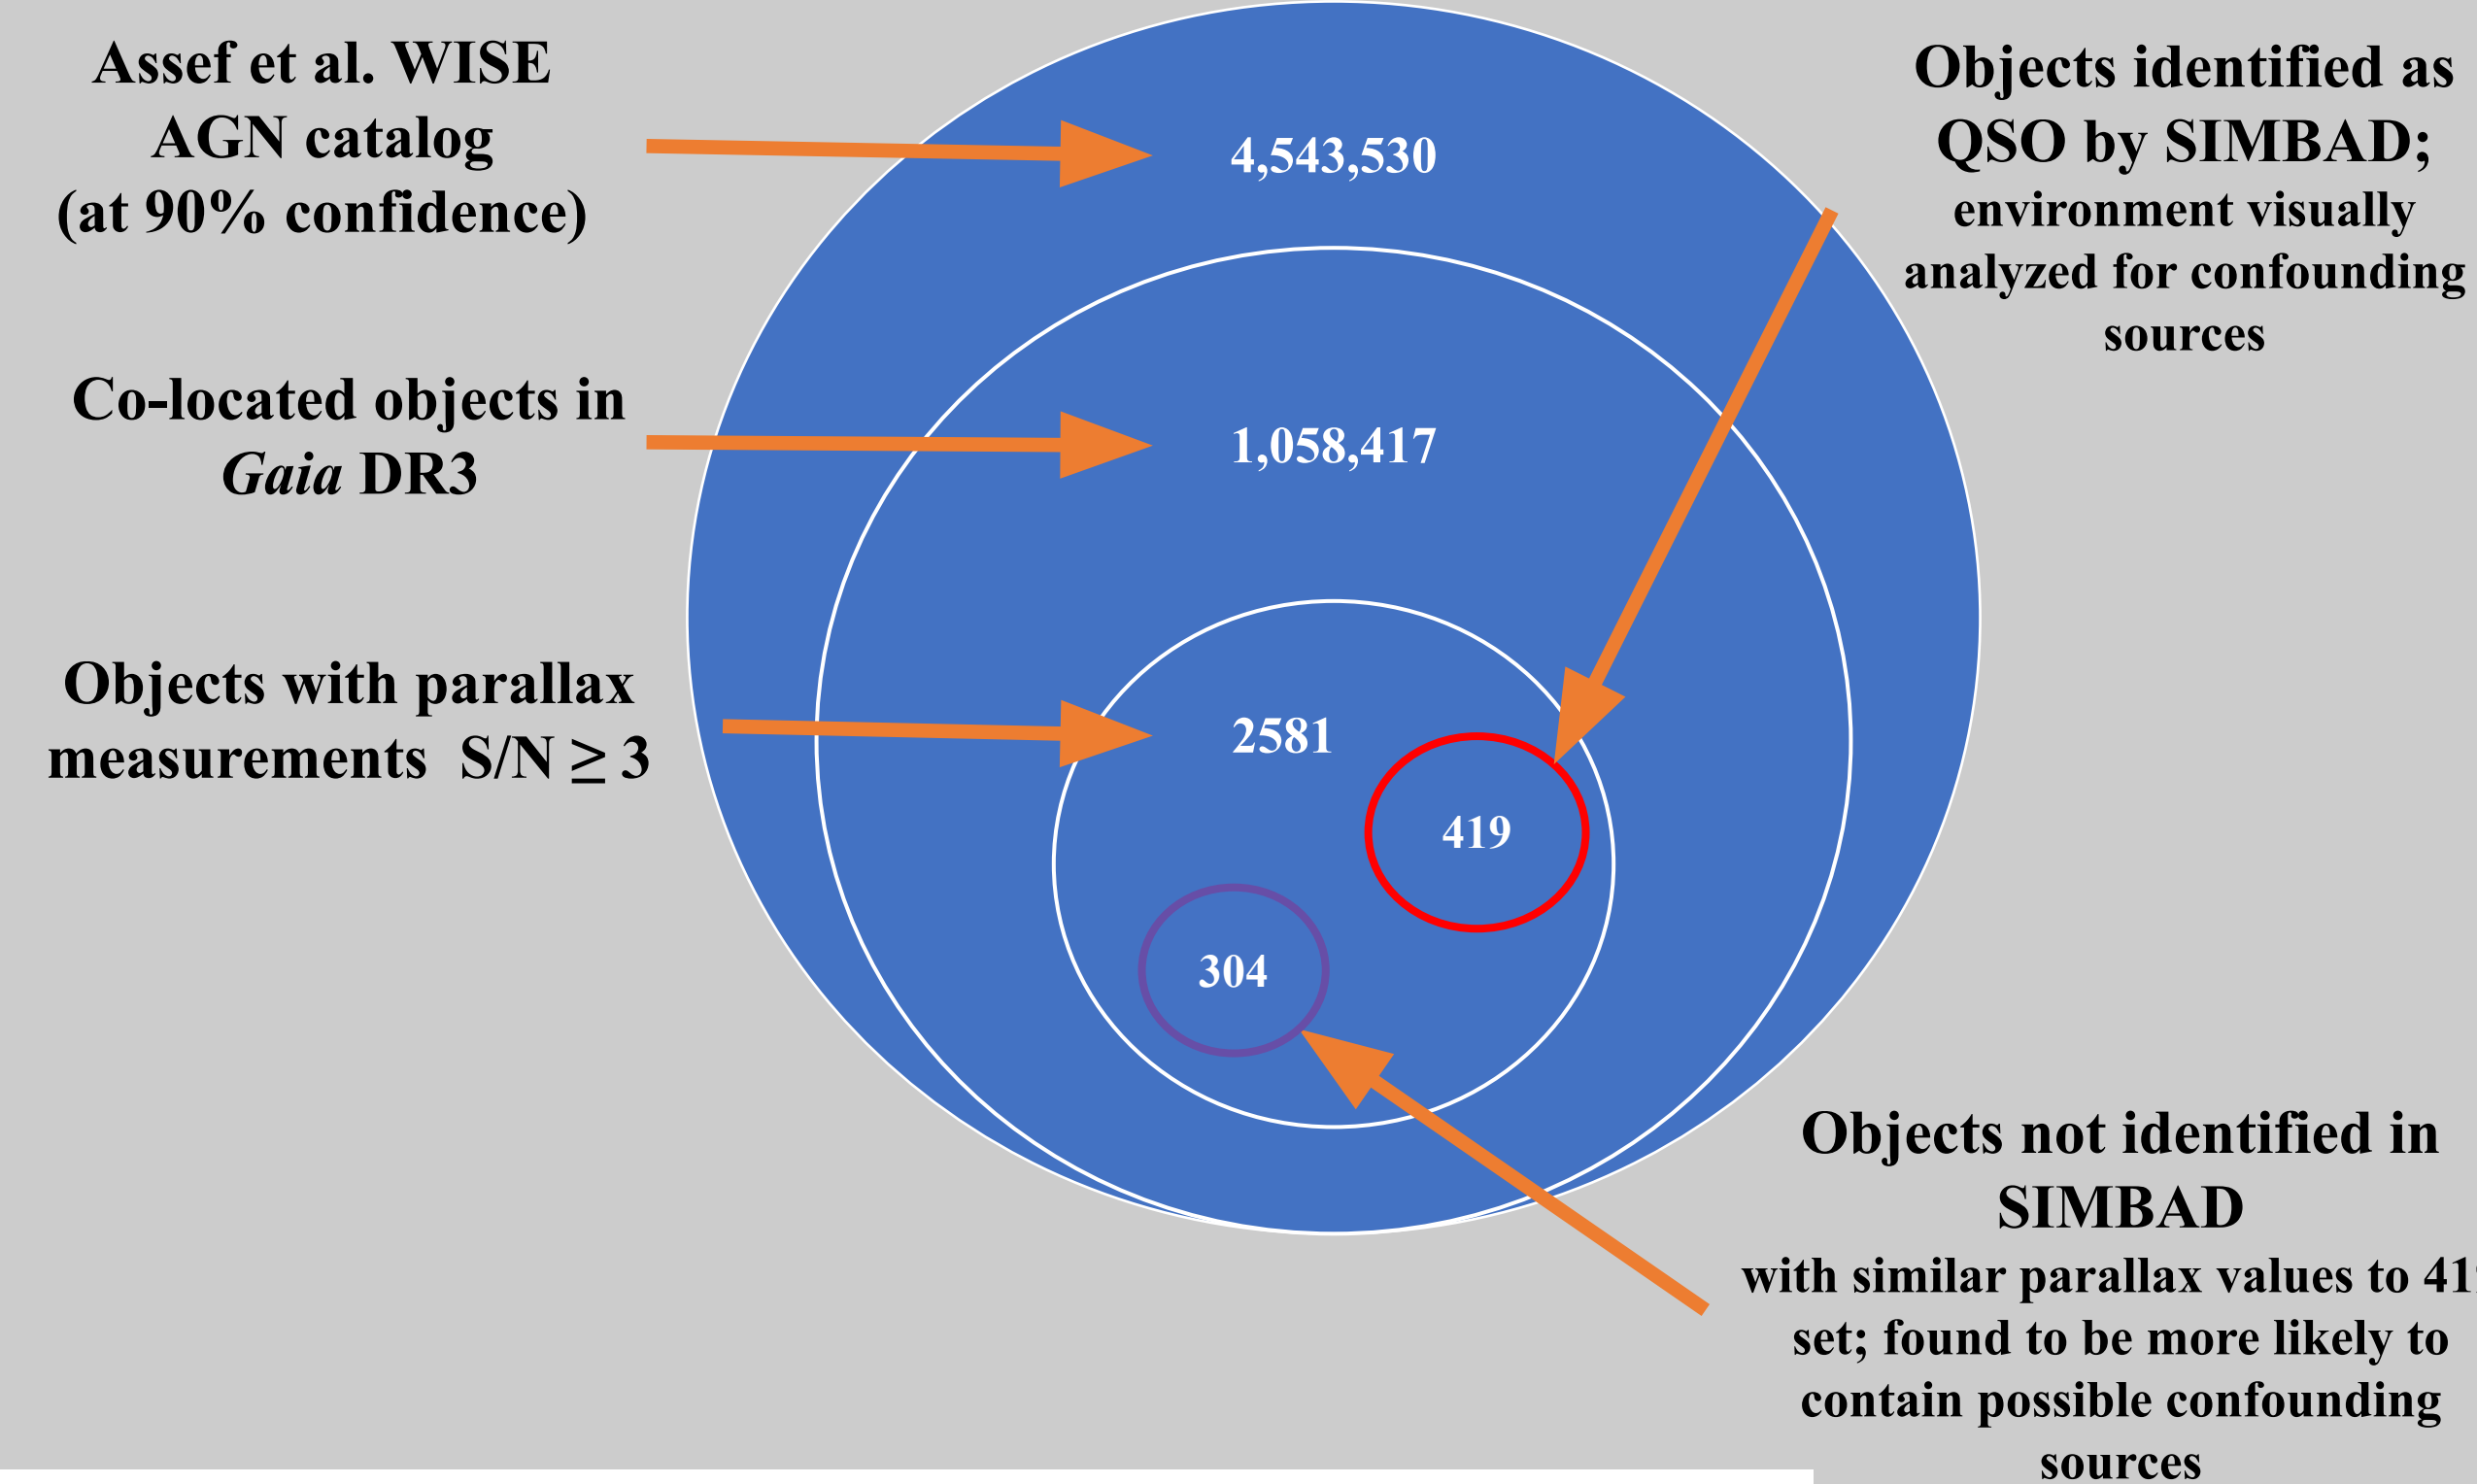 Assef et al. WISE
AGN catalog
(at 90% confidence)
Co-located objects in
Gaia DR3
Objects with parallax
measurements S/N ≥ 3
4,543,530
1,058,417
2581
419
304
Objects identified as
QSO by SIMBAD;
environment visually
analyzed for confounding
sources
Objects not identified in
SIMBAD
with similar parallax values to 419
set; found to be more likely to
contain possible confounding
sources